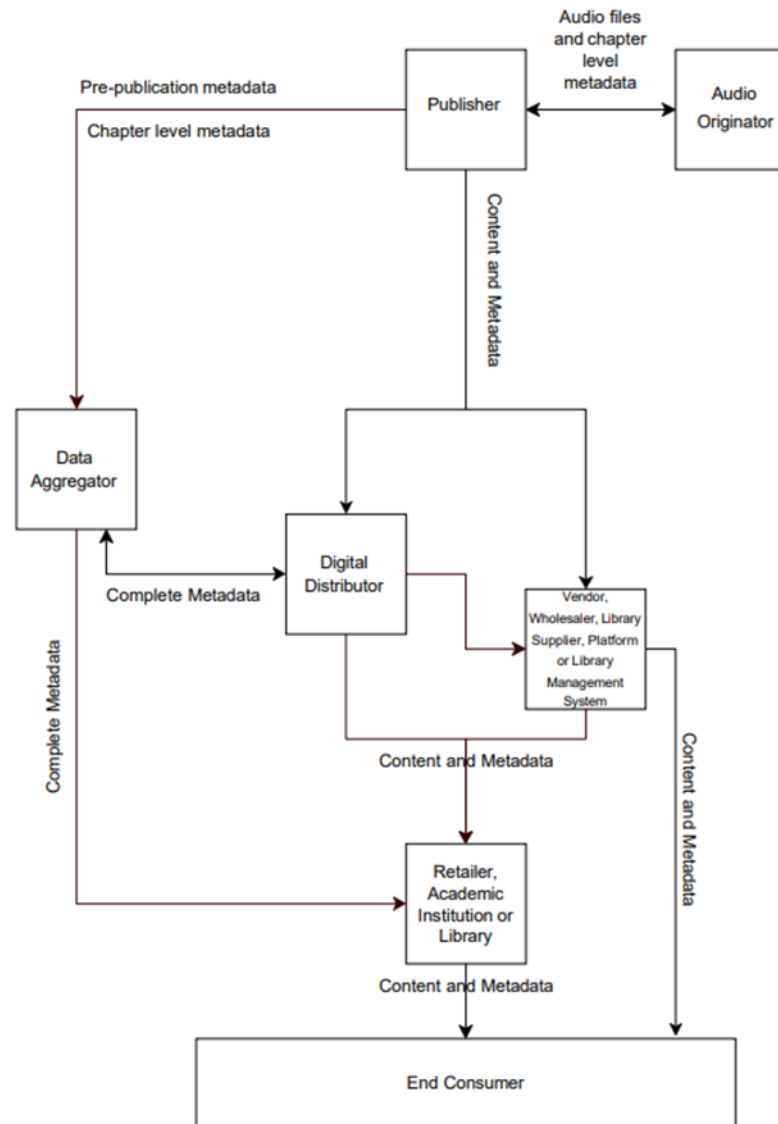 Audio files
and chapter
level
metadata
Pre-publication metadata
Publisher
Audio
Originator
Chapter level metadata
Content and Metadata
Data
Aggregator
Digital
Distributor
Complete Metadata
Vendor,
Wholesaler, Library
Supplier, Platform
or Library
Management
System
Complete Metadata
Content and Metadata
Content and Metadata
Retailer,
Academic
Institution or
Library
Content and Metadata
End Consumer